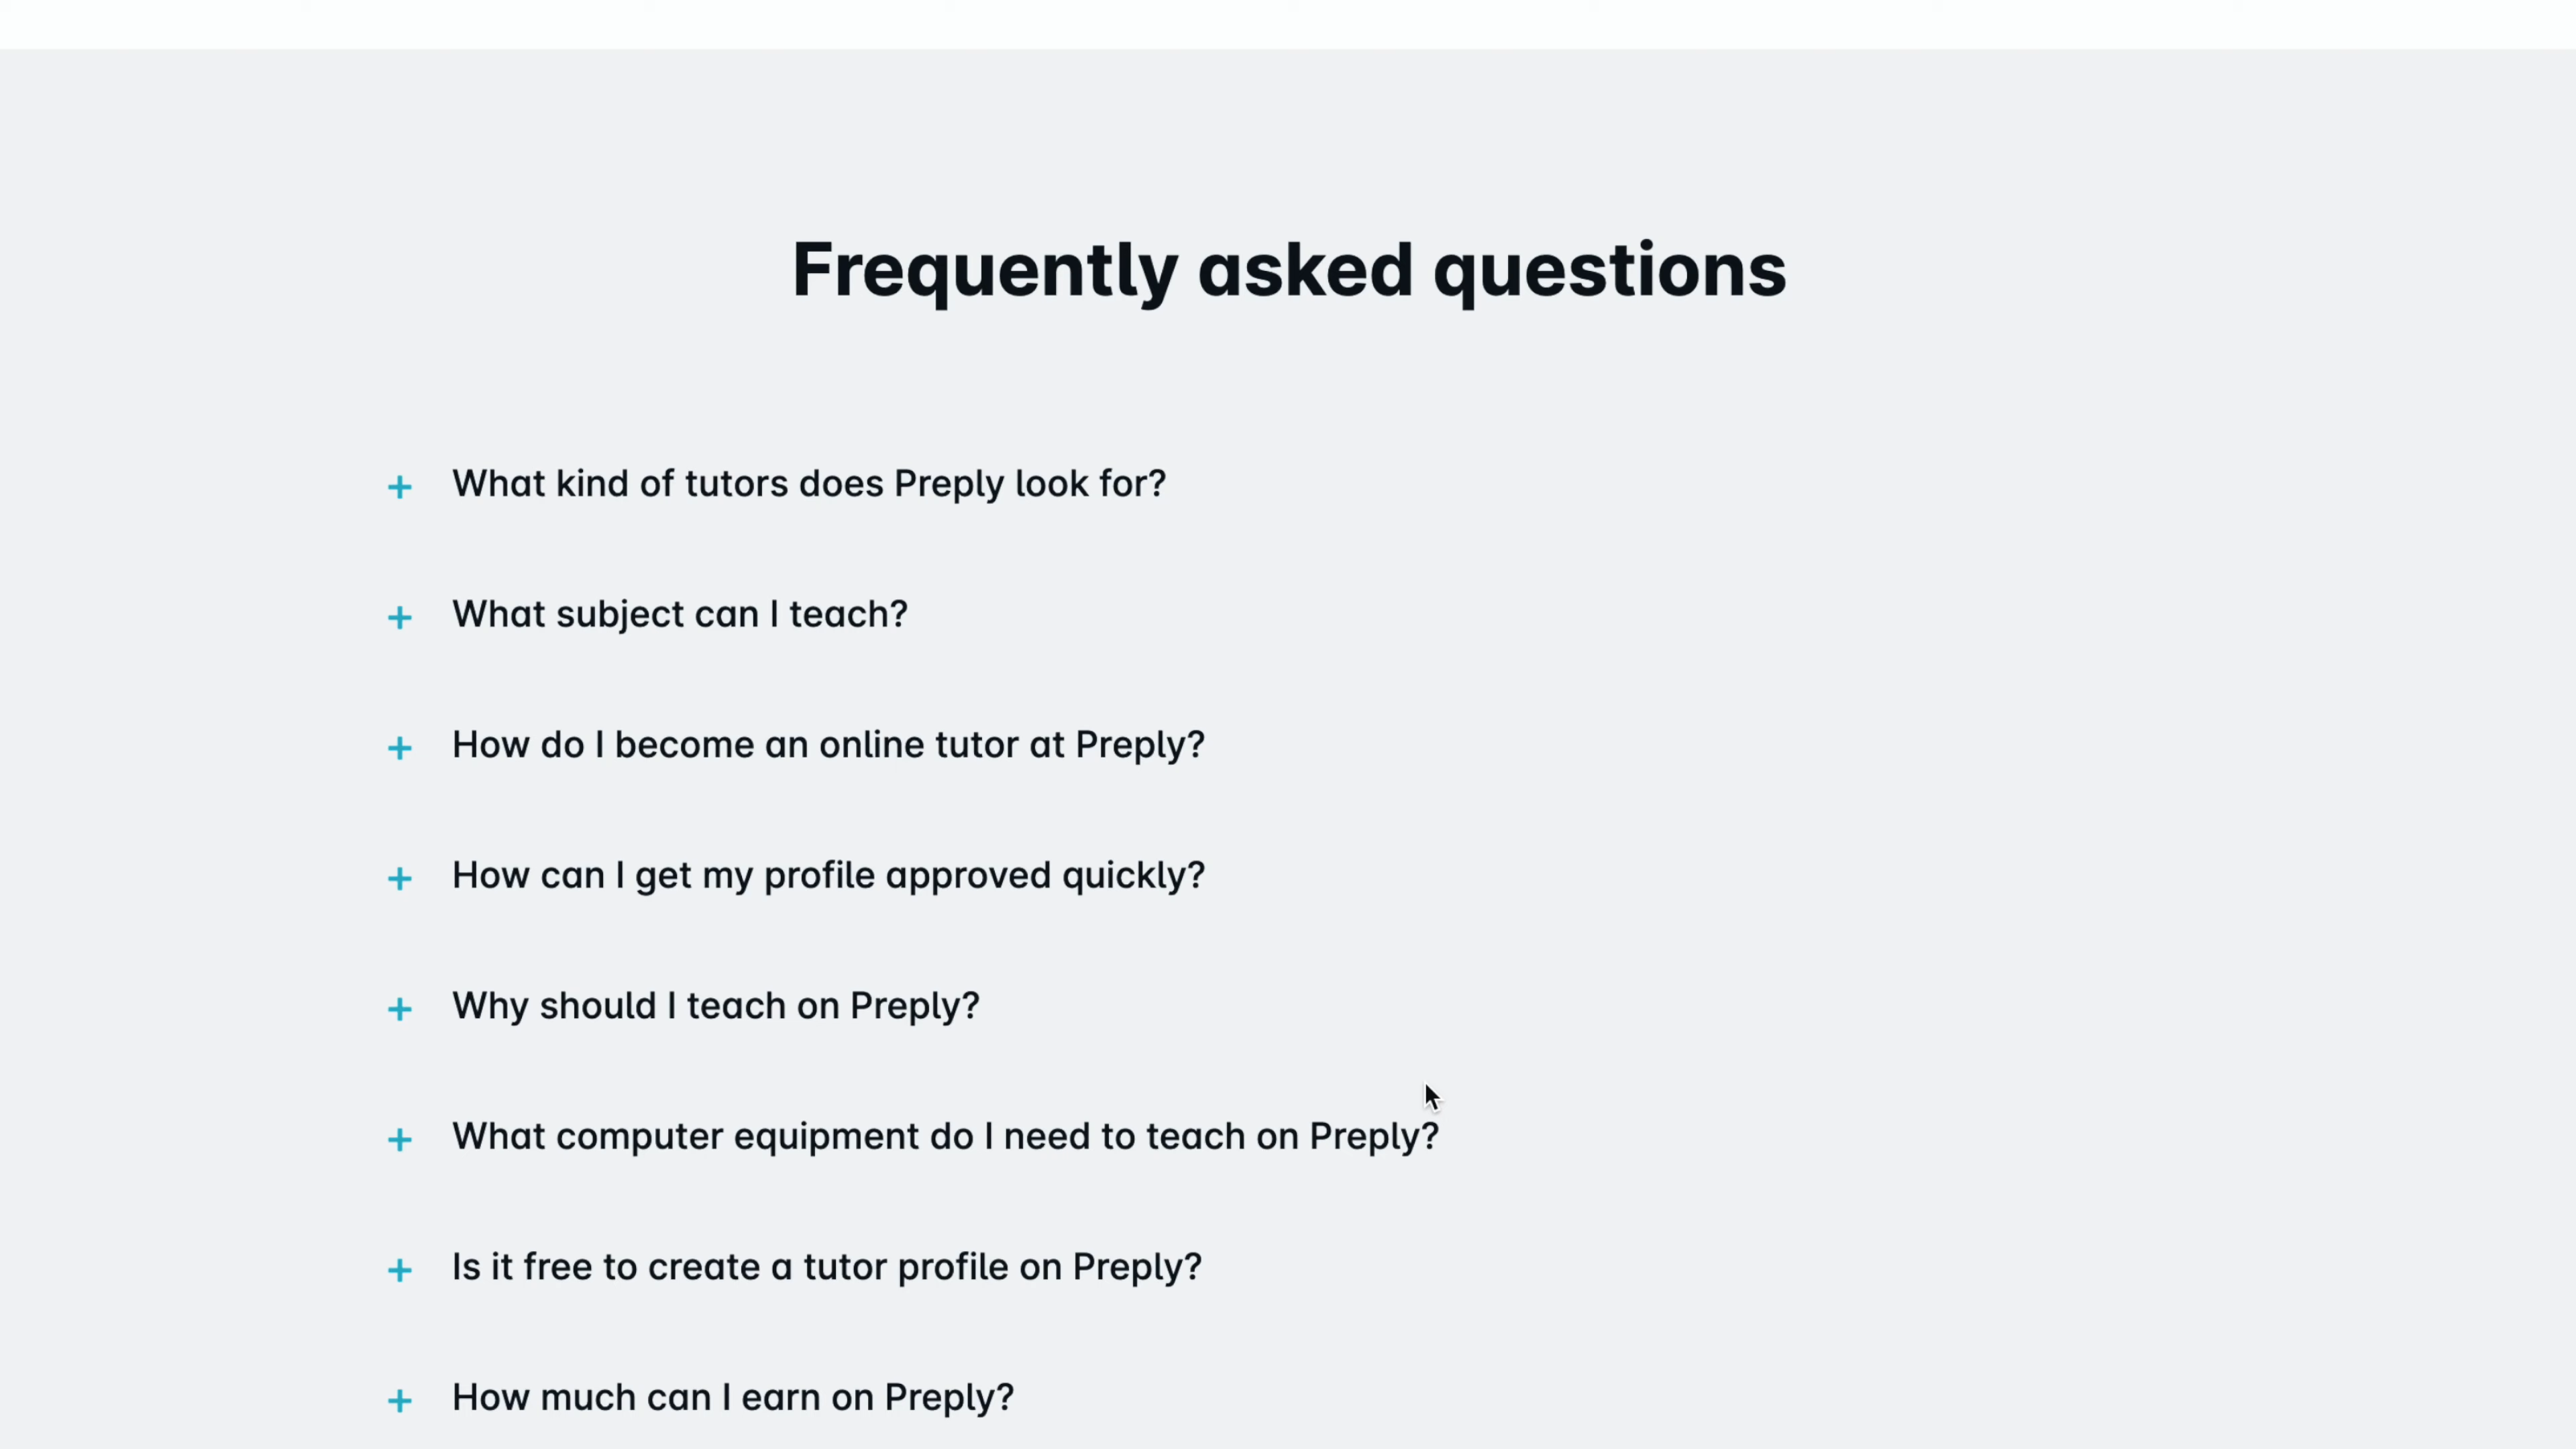 Frequently asked questions
+ What kind of tutors does Preply look for?
+ What subject can I teach?
+ How do I become an online tutor at Preply?
+ How can I get my profile approved quickly?
+ Why should I teach on Preply?
+ What computer equipment do I need to teach on Preply?
+ Is it free to create a tutor profile on Preply?
+ How much can I earn on Preply?